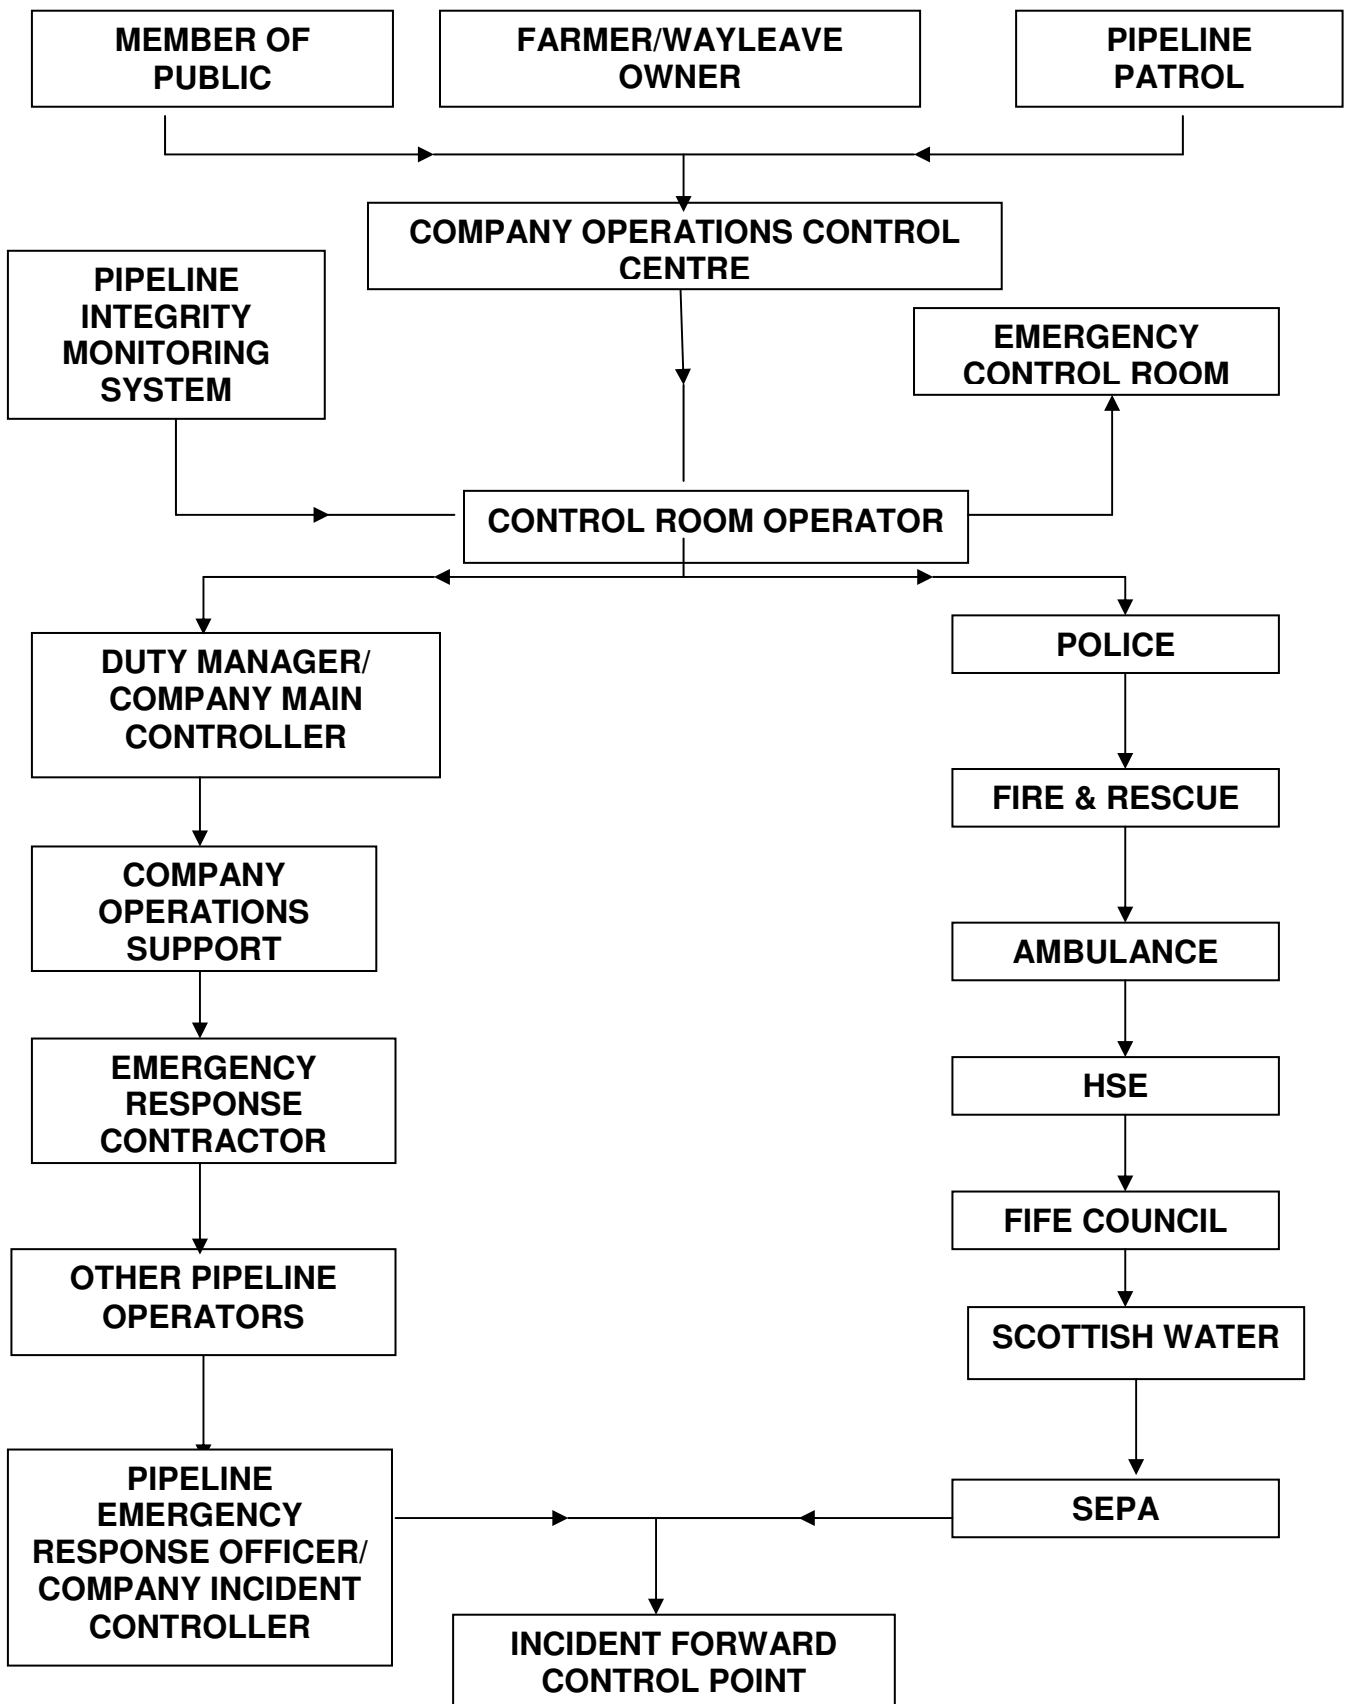 MEMBER OF
PUBLIC
FARMER/WAYLEAVE
OWNER
PIPELINE
PATROL
COMPANY OPERATIONS CONTROL
CENTRE
PIPELINE
INTEGRITY
MONITORING
SYSTEM
EMERGENCY
CONTROL ROOM
CONTROL ROOM OPERATOR
DUTY MANAGER/
COMPANY MAIN
CONTROLLER
COMPANY
OPERATIONS
SUPPORT
EMERGENCY
RESPONSE
CONTRACTOR
OTHER PIPELINE
OPERATORS
PIPELINE
EMERGENCY
RESPONSE OFFICER/
COMPANY INCIDENT
CONTROLLER
POLICE
FIRE & RESCUE
AMBULANCE
HSE
FIFE COUNCIL
SCOTTISH WATER
SEPA
INCIDENT FORWARD
CONTROL POINT